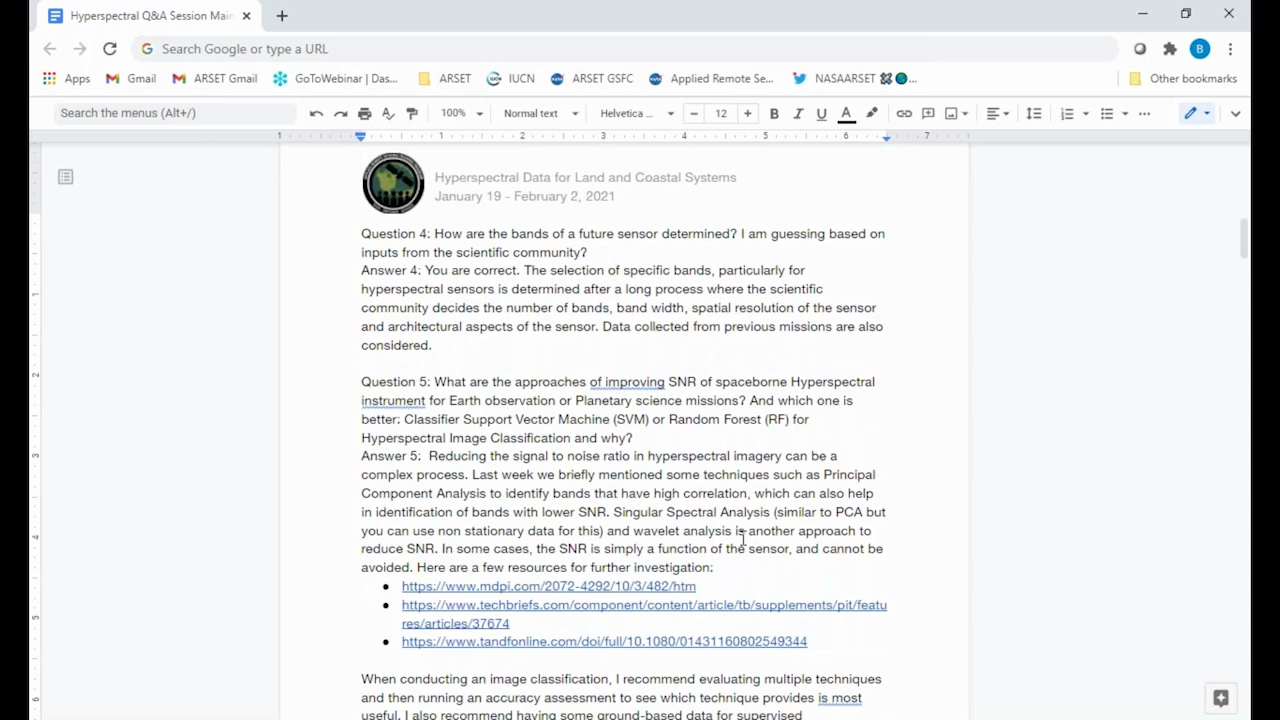 Hyperspectral Q&A Session Main
Search Google or type a URL
B
Apps Gmail ARSET Gmail GoToWebinar | Das... ARSET IUCN ARSET GSFC Applied Remote Se... NASAARSET Other bookmarks
Search the menus (Alt+/) 100% Normal text Helvetica ... 12 B I U A
1 1 2 3 4 5 6 7
Hyperspectral Data for Land and Coastal Systems
January 19 - February 2, 2021
Question 4: How are the bands of a future sensor determined? I am guessing based on
inputs from the scientific community?
Answer 4: You are correct. The selection of specific bands, particularly for
hyperspectral sensors is determined after a long process where the scientific
community decides the number of bands, band width, spatial resolution of the sensor
and architectural aspects of the sensor. Data collected from previous missions are also
considered.
Question 5: What are the approaches of improving SNR of spaceborne Hyperspectral
instrument for Earth observation or Planetary science missions? And which one is
better: Classifier Support Vector Machine (SVM) or Random Forest (RF) for
Hyperspectral Image Classification and why?
Answer 5:  Reducing the signal to noise ratio in hyperspectral imagery can be a
complex process. Last week we briefly mentioned some techniques such as Principal
Component Analysis to identify bands that have high correlation, which can also help
in identification of bands with lower SNR. Singular Spectral Analysis (similar to PCA but
you can use non stationary data for this) and wavelet analysis is another approach to
reduce SNR. In some cases, the SNR is simply a function of the sensor, and cannot be
avoided. Here are a few resources for further investigation:
https://www.mdpi.com/2072-4292/10/3/482/htm
https://www.techbriefs.com/component/content/article/tb/supplements/pit/featu
res/articles/37674
https://www.tandfonline.com/doi/full/10.1080/01431160802549344
When conducting an image classification, I recommend evaluating multiple techniques
and then running an accuracy assessment to see which technique provides is most
useful. I also recommend having some ground-based data for supervised